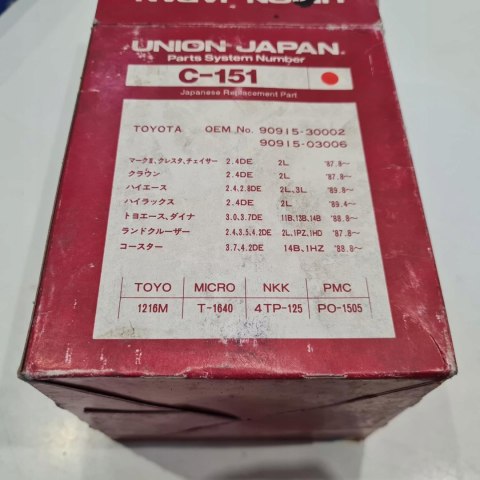 UNION JAPAN
UNION JAPAN
Parts System Number
C-151
Japanese Replacement Part
TOYOTA OEM No. 90915-30002
90915-03006
マークⅡ、クレスタ、チェイサー 2.4DE 2L '87.8~
クラウン 2.4DE 2L '87.8~
ハイエース 2.4, 2.8DE 2L, 3L '89.8~
ハイラックス 2.4DE 2L '89.4~
トヨエース、ダイナ 3.0, 3.7DE 11B, 13B, 14B '88.8~
ランドクルーザー 2.4, 3.5, 4.2DE 2L, 1PZ, 1HD '87.8~
コースター 3.7, 4.2DE 14B, 1HZ '88.8~
TOYO MICRO NKK PMC
1216M T-1640 4TP-125 PO-1505